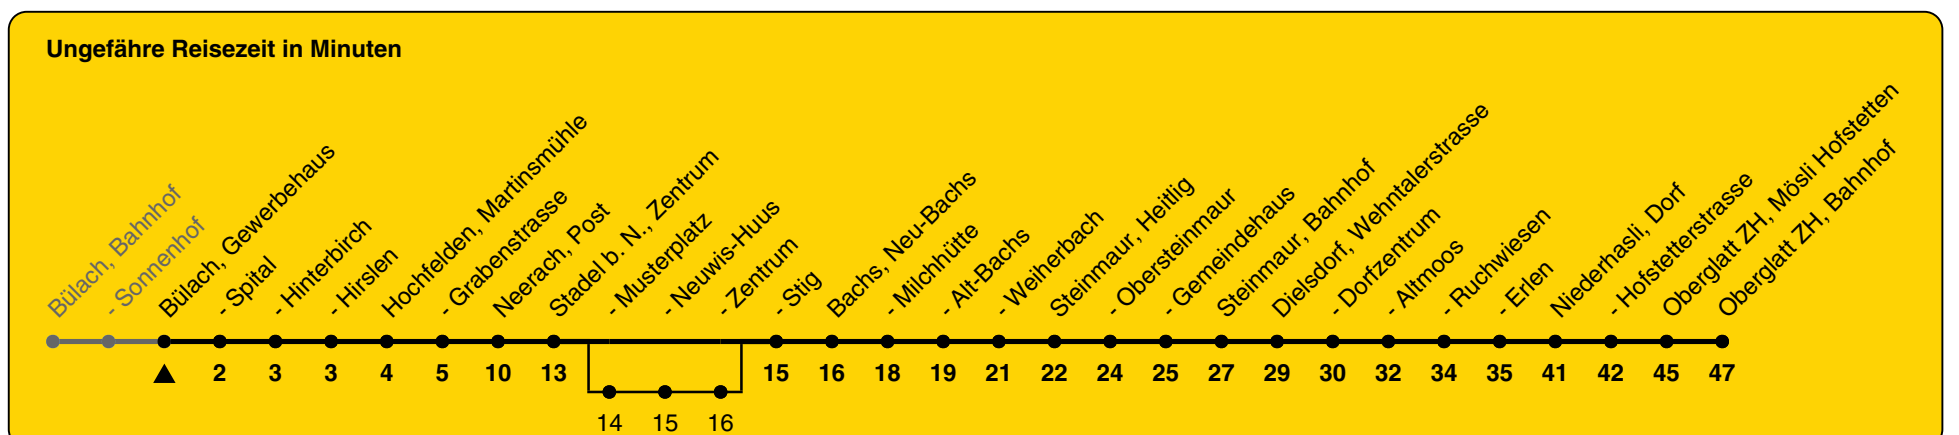 Ungefähre Reisezeit in Minuten
Bülach, Bahnhof
- Sonnenhof
Bülach, Gewerbehaus
- Spital
- Hinterbirch
- Hirslen
Hochfelden, Martinsmühle
- Grabenstrasse
Neerach, Post
Stadel b. N., Zentrum
- Musterplatz
- Neuwis-Huus
- Zentrum
- Stig
Bachs, Neu-Bachs
- Milchhütte
- Alt-Bachs
- Weiherbach
Steinmaur, Heitlig
- Obersteinmaur
- Gemeindehaus
Steinmaur, Bahnhof
Dielsdorf, Wehntalerstrasse
- Dorfzentrum
- Altmoos
- Ruchwiesen
- Erlen
Niederhasli, Dorf
- Hofstetterstrasse
Oberglatt ZH, Mösli Hofstetten
Oberglatt ZH, Bahnhof
2 3 3 4 5 10 13 15 16 18 19 21 22 24 25 27 29 30 32 34 35 41 42 45 47
14 15 16